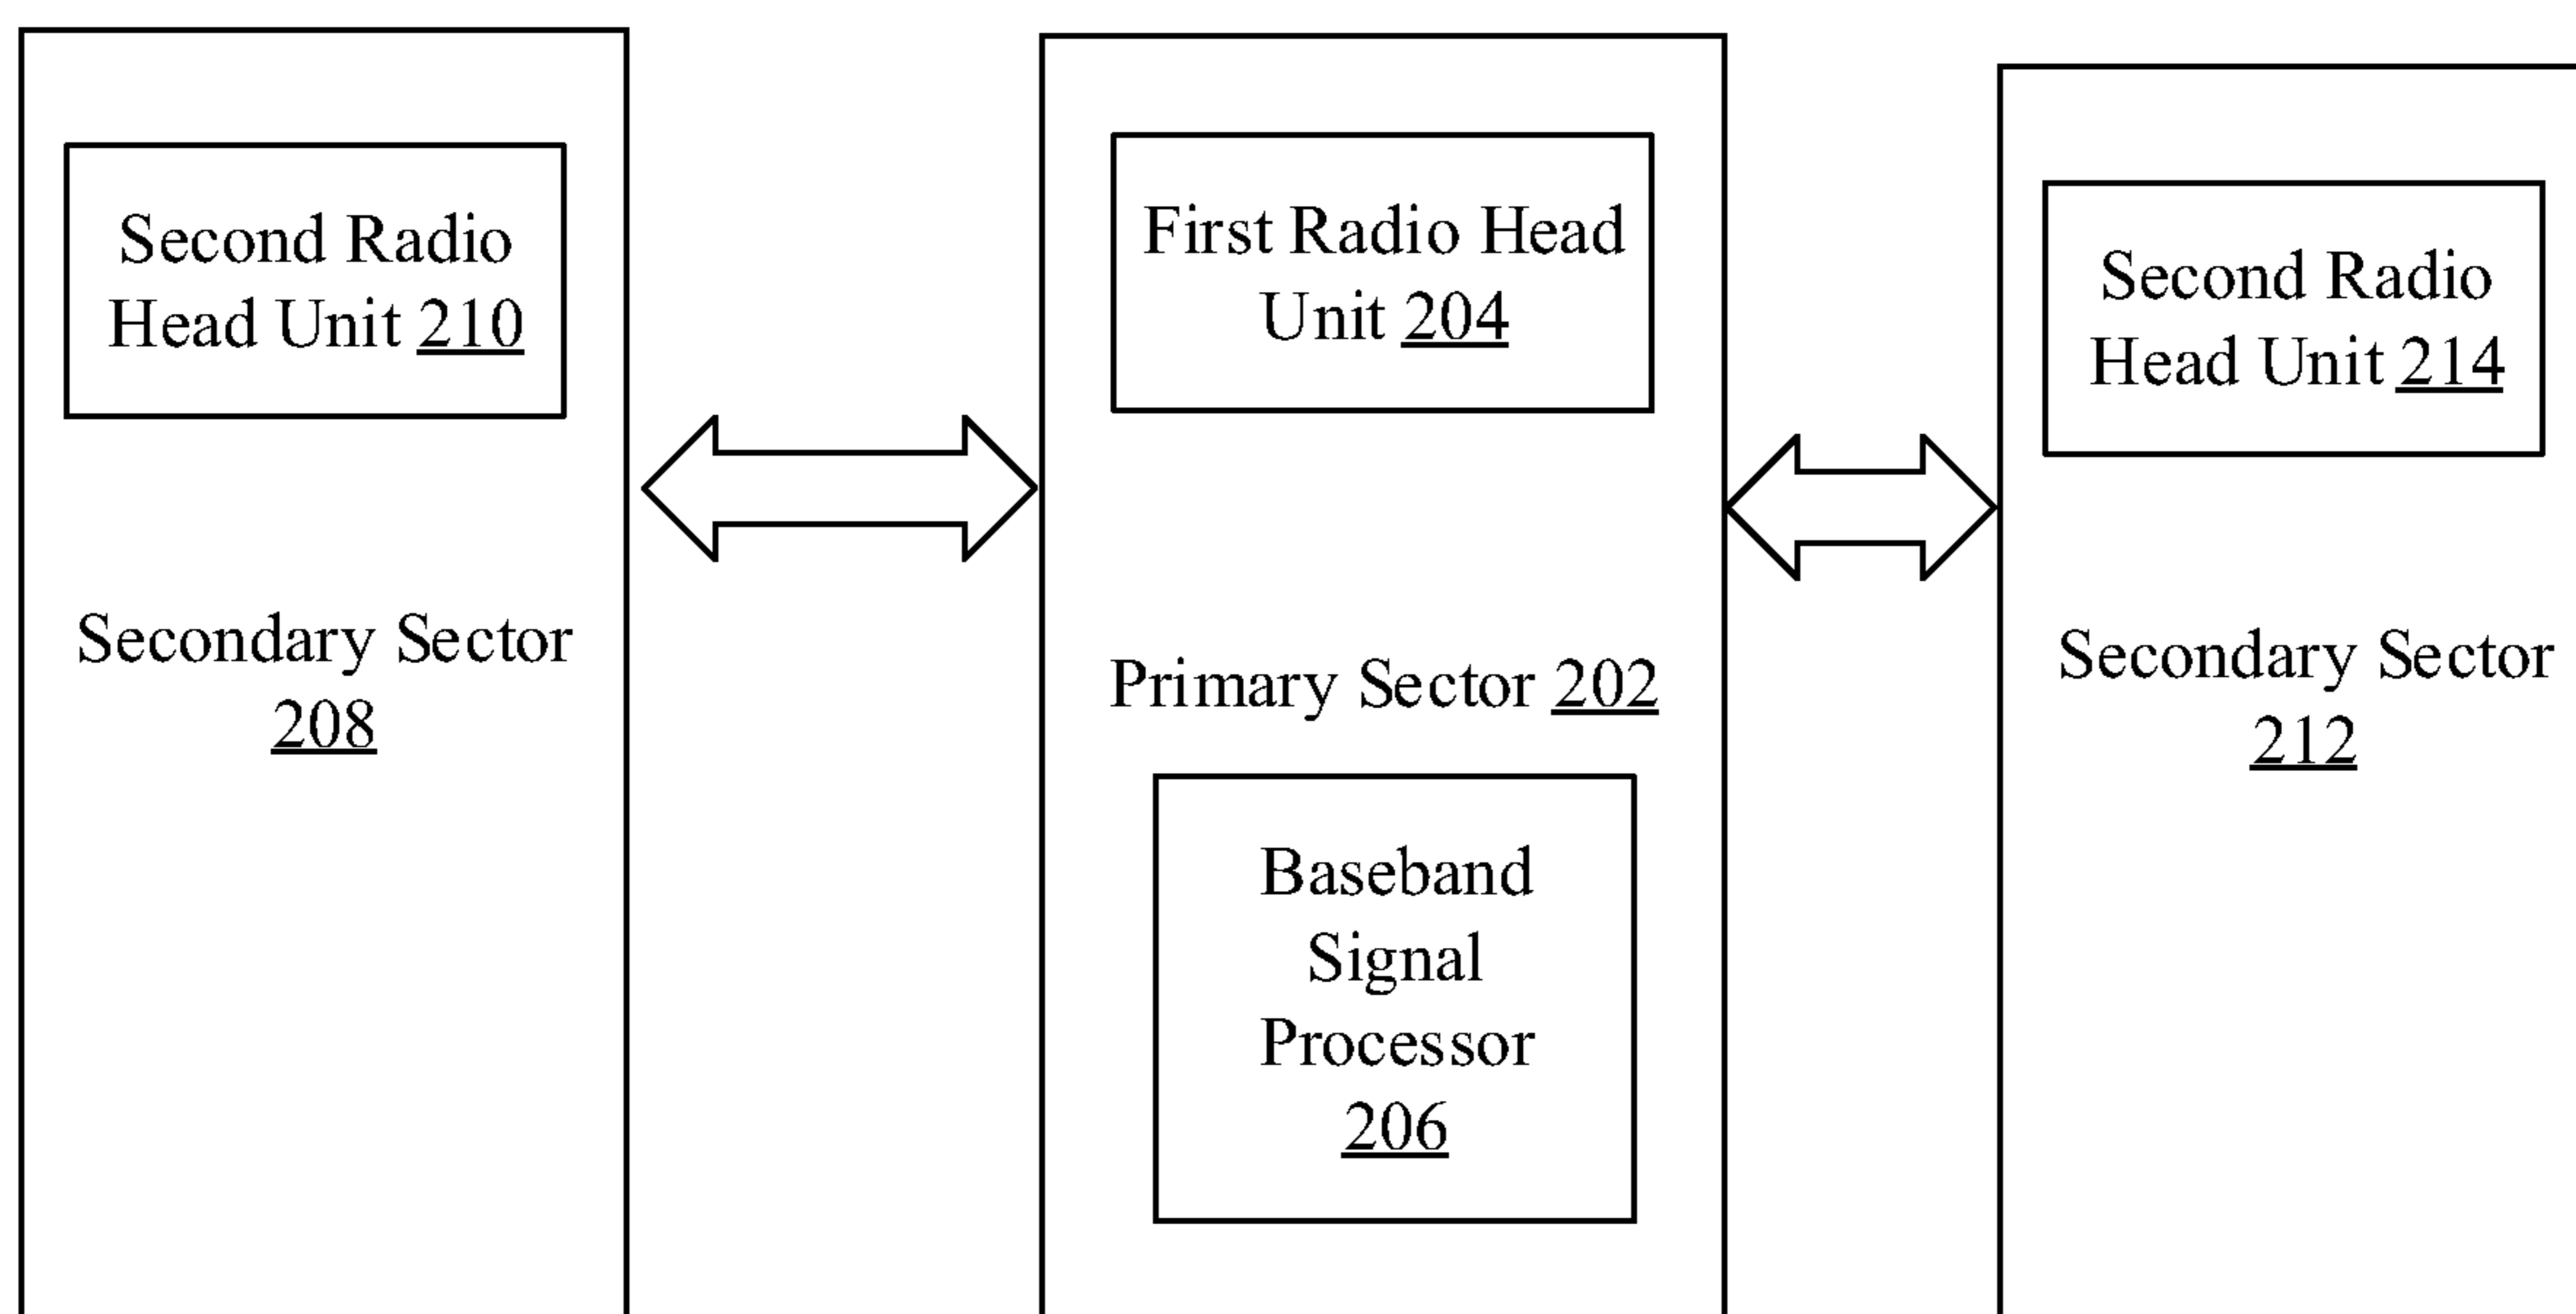 Second Radio
Head Unit 210
Secondary Sector
208
First Radio Head
Unit 204
Primary Sector 202
Baseband
Signal
Processor
206
Second Radio
Head Unit 214
Secondary Sector
212